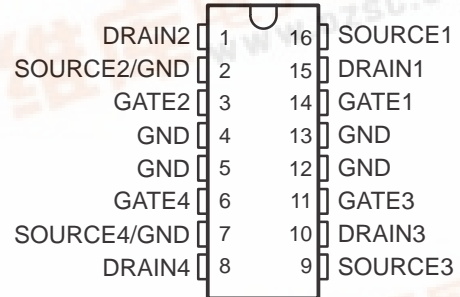 DRAIN2 1 16 SOURCE1
SOURCE2/GND 2 15 DRAIN1
GATE2 3 14 GATE1
GND 4 13 GND
GND 5 12 GND
GATE4 6 11 GATE3
SOURCE4/GND 7 10 DRAIN3
DRAIN4 8 9 SOURCE3